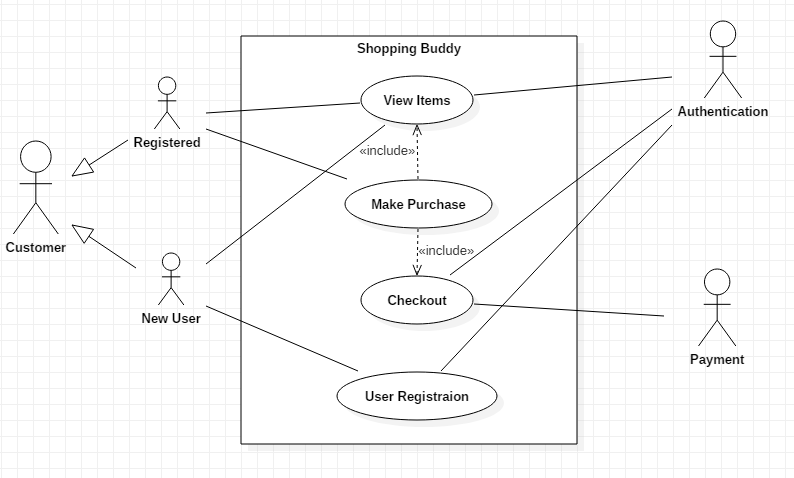 Shopping Buddy
View Items
Authentication
Registered
«include»
Make Purchase
Customer
«include»
Checkout
New User
Payment
User Registraion